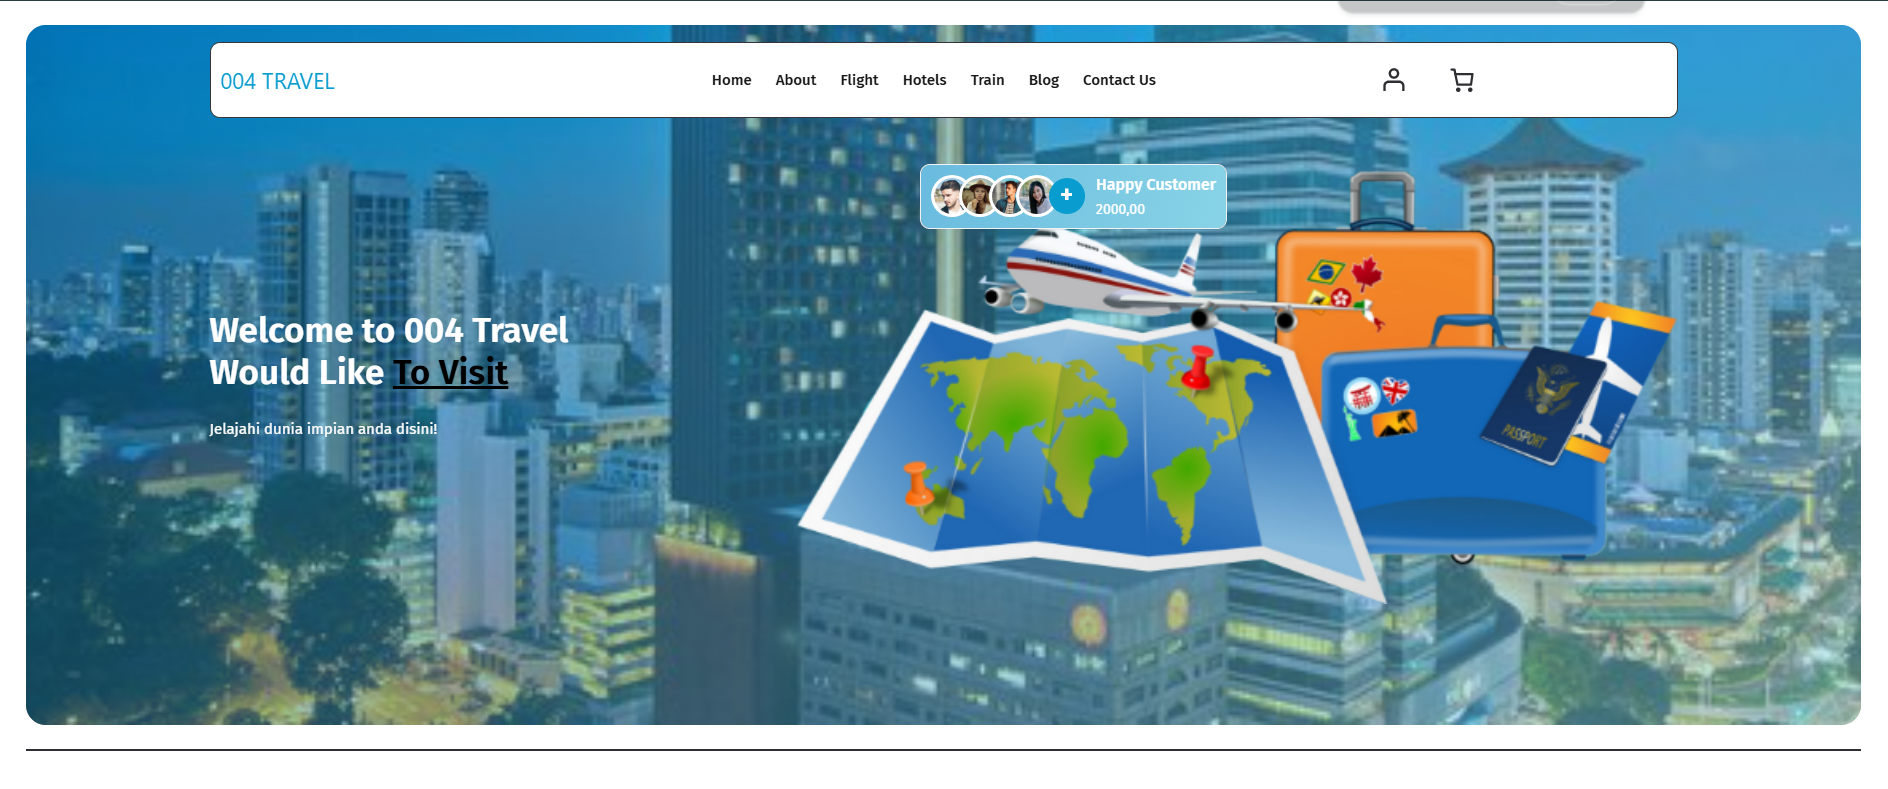 004 TRAVEL
Home About Flight Hotels Train Blog Contact Us
+ Happy Customer
2000,00
Welcome to 004 Travel
Would Like To Visit
Jelajahi dunia impian anda disini!
PASSPORT